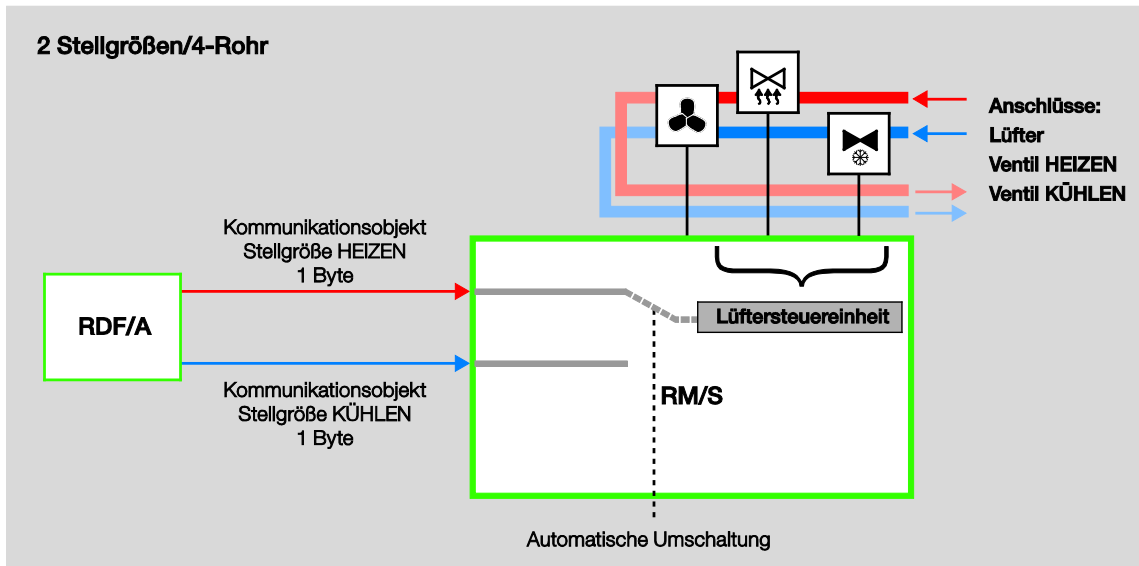 2 Stellgrößen/4-Rohr
Anschlüsse:
Lüfter
Ventil HEIZEN
Ventil KÜHLEN
Kommunikationsobjekt
Stellgröße HEIZEN
1 Byte
RDF/A
Lüftersteuereinheit
Kommunikationsobjekt
Stellgröße KÜHLEN
1 Byte
RM/S
Automatische Umschaltung